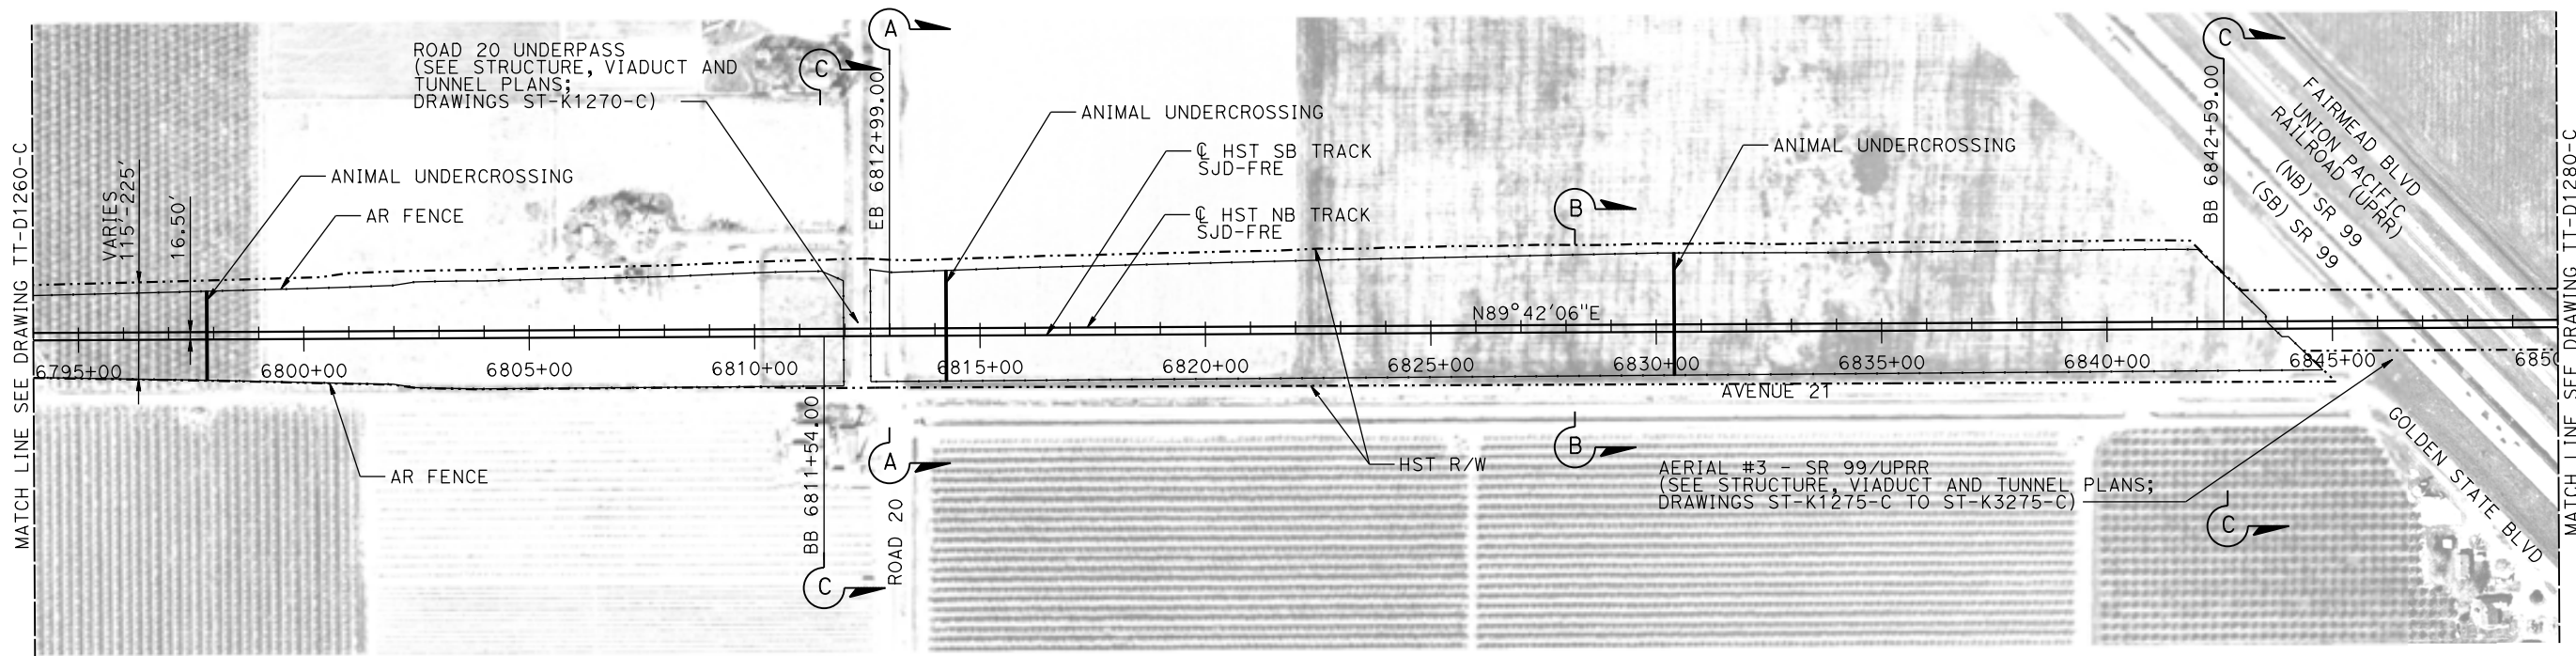 MATCH LINE SEE DRAWING TT-D1260-C
VARIES
115'-225'
16.50'
ROAD 20 UNDERPASS
(SEE STRUCTURE, VIADUCT AND
TUNNEL PLANS;
DRAWINGS ST-K1270-C)
ANIMAL UNDERCROSSING
AR FENCE
C
A
EB 6812+99.00
ANIMAL UNDERCROSSING
℄ HST SB TRACK
SJD-FRE
℄ HST NB TRACK
SJD-FRE
B
ANIMAL UNDERCROSSING
N89°42'06"E
C
BB 6842+59.00
FAIRMEAD BLVD
UNION PACIFIC
RAILROAD (UPRR)
(NB) SR 99
(SB) SR 99
6795+00
6800+00
6805+00
6810+00
6815+00
6820+00
6825+00
6830+00
6835+00
6840+00
6845+00
AVENUE 21
AR FENCE
BB 6811+54.00
C
A
ROAD 20
HST R/W
B
AERIAL #3 - SR 99/UPRR
(SEE STRUCTURE, VIADUCT AND TUNNEL PLANS;
DRAWINGS ST-K1275-C TO ST-K3275-C)
C
GOLDEN STATE BLVD
MATCH LINE SEE DRAWING TT-D1280-C